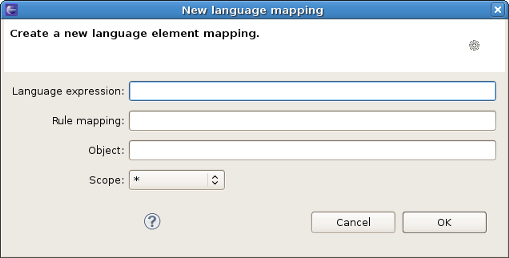 New language mapping
Create a new language element mapping.
Language expression:
Rule mapping:
Object:
Scope: *
? Cancel OK